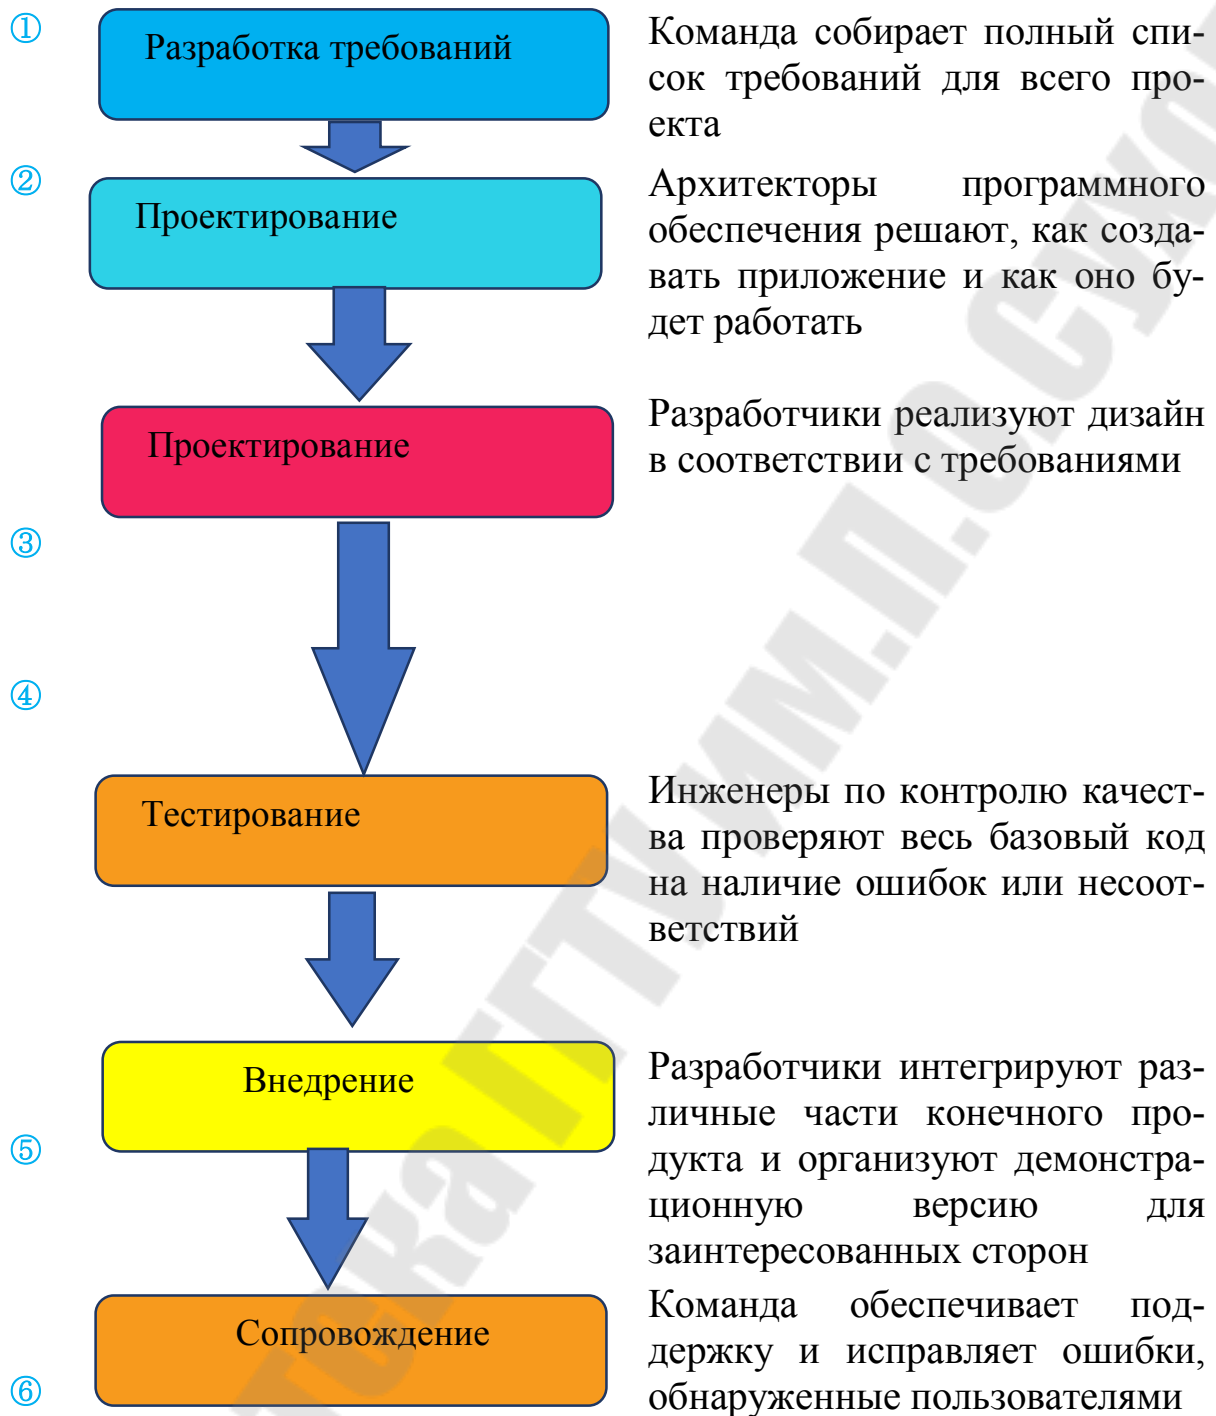 ①
Разработка требований
Команда собирает полный спи-
сок требований для всего про-
екта
②
Проектирование
Архитекторы программного
обеспечения решают, как созда-
вать приложение и как оно бу-
дет работать
Проектирование
Разработчики реализуют дизайн
в соответствии с требованиями
③
④
Тестирование
Инженеры по контролю качест-
ва проверяют весь базовый код
на наличие ошибок или несоот-
ветствий
Внедрение
Разработчики интегрируют раз-
личные части конечного про-
дукта и организуют демонстра-
ционную версию для
заинтересованных сторон
⑤
Сопровождение
Команда обеспечивает под-
держку и исправляет ошибки,
обнаруженные пользователями
⑥